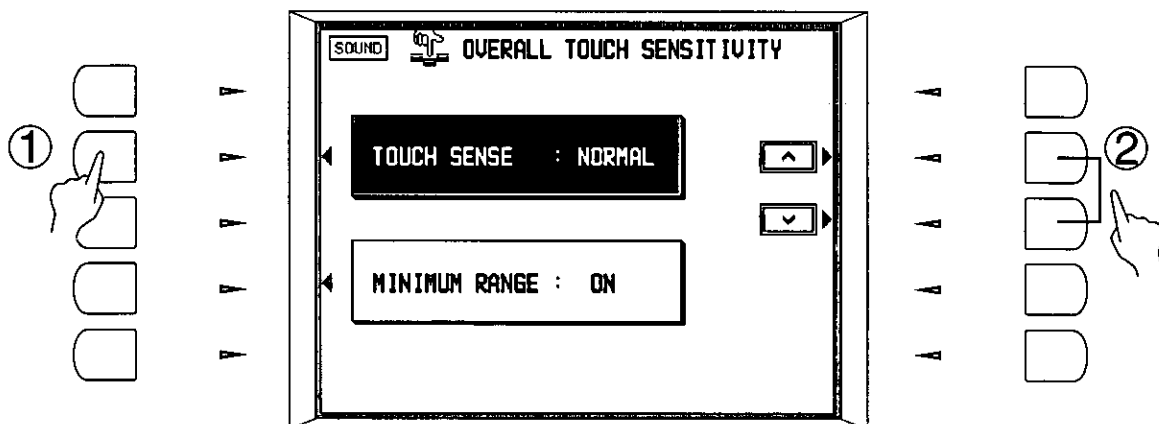 SOUND OVERALL TOUCH SENSITIVITY
① TOUCH SENSE : NORMAL ②
MINIMUM RANGE : ON